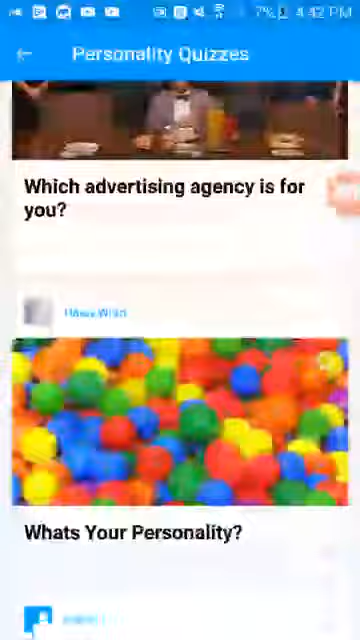 7% 4:42 PM
Personality Quizzes
Which advertising agency is for
you?
Whats Your Personality?